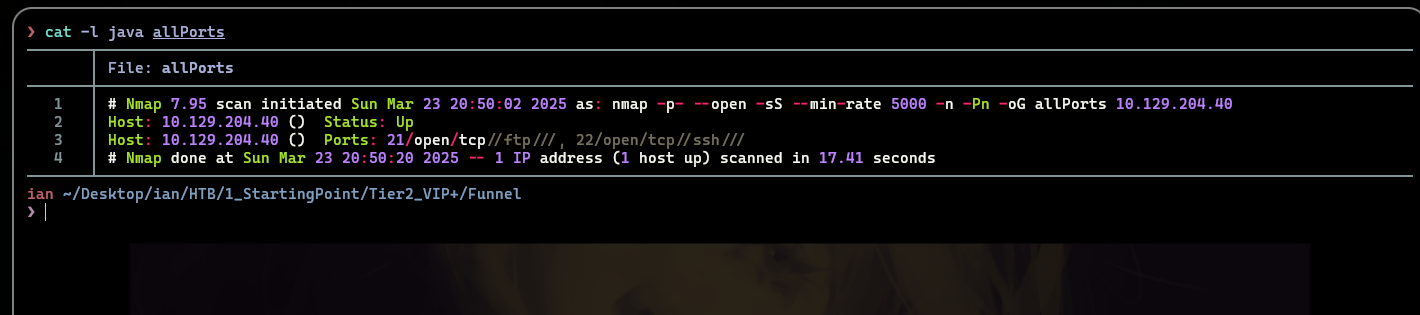 ❯ cat -l java allPorts
File: allPorts
1 # Nmap 7.95 scan initiated Sun Mar 23 20:50:02 2025 as: nmap -p- --open -sS --min-rate 5000 -n -Pn -oG allPorts 10.129.204.40
2 Host: 10.129.204.40 ()  Status: Up
3 Host: 10.129.204.40 ()  Ports: 21/open/tcp//ftp///, 22/open/tcp//ssh///
4 # Nmap done at Sun Mar 23 20:50:20 2025 -- 1 IP address (1 host up) scanned in 17.41 seconds
ian ~/Desktop/ian/HTB/1_StartingPoint/Tier2_VIP+/Funnel
❯